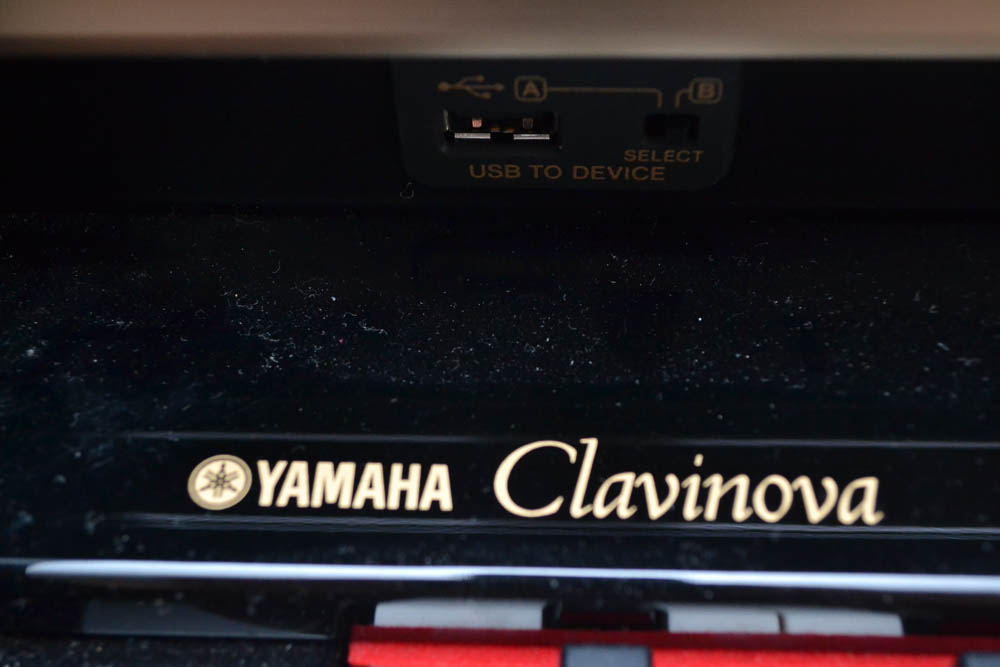 A B
SELECT
USB TO DEVICE
YAMAHA Clavinova